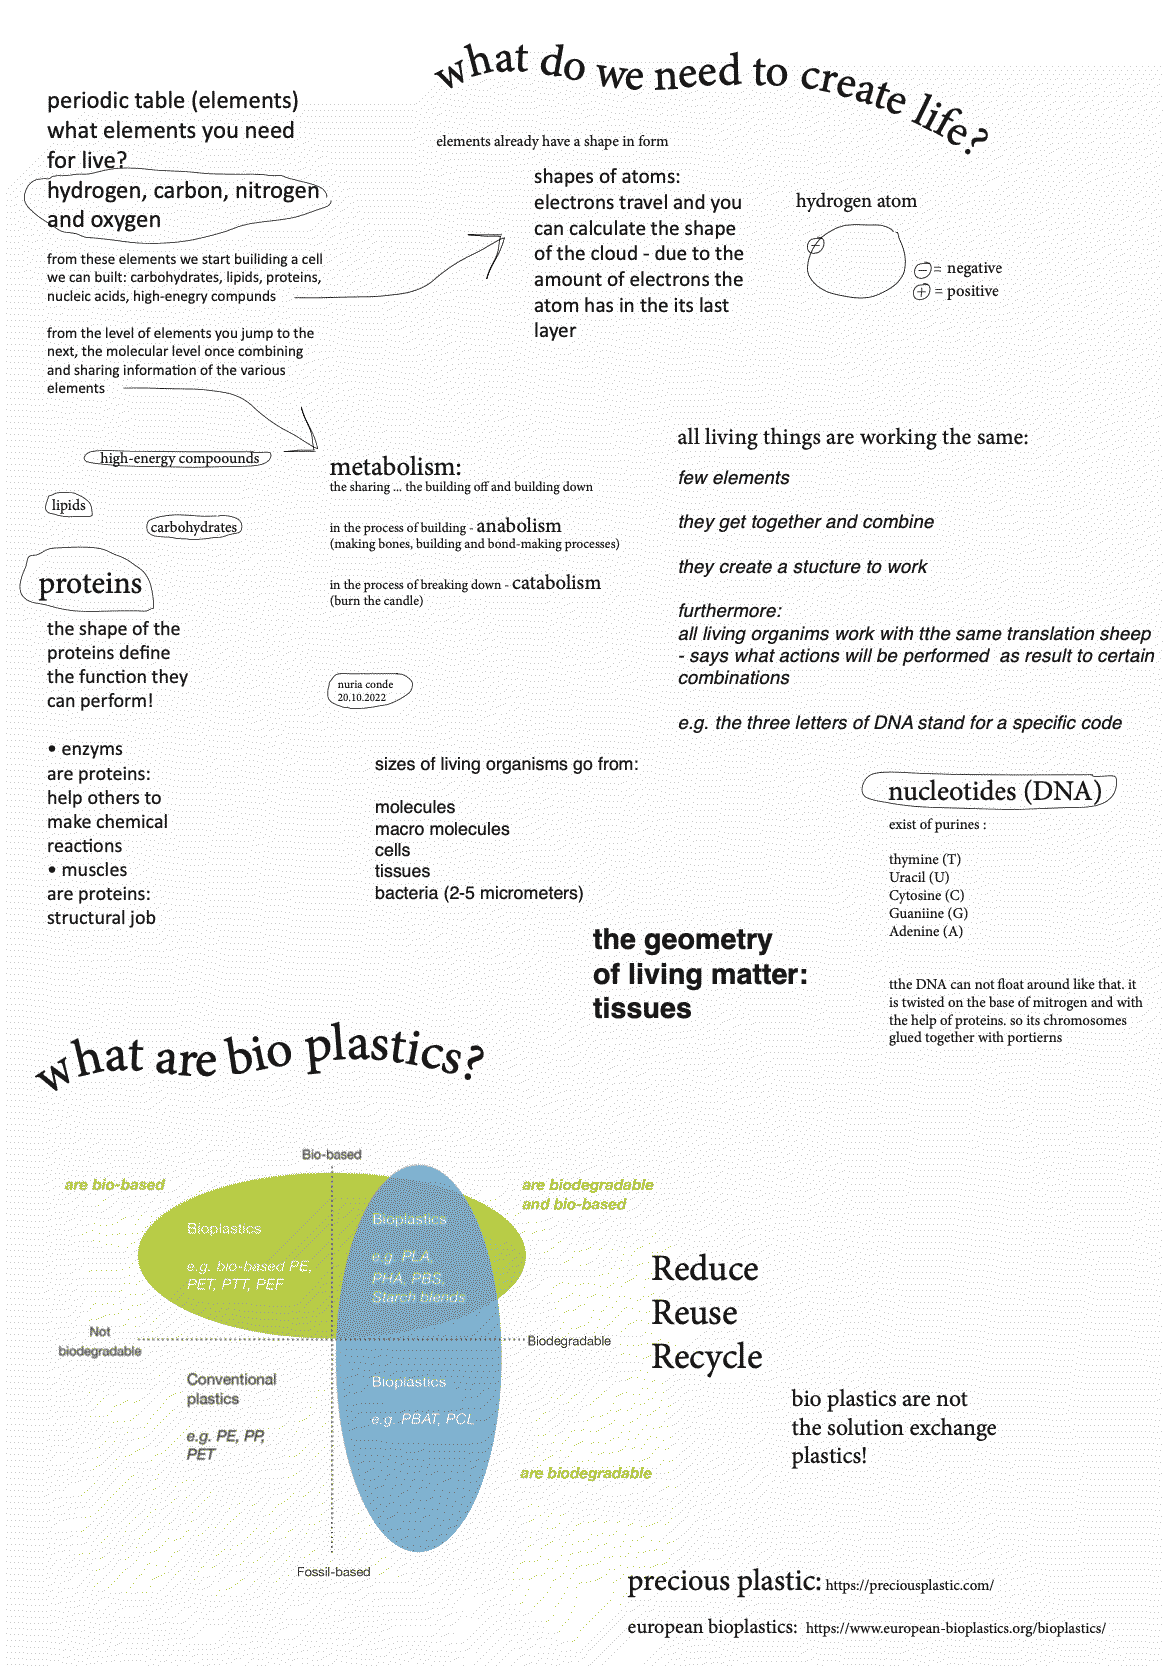 what do we need to create life?
periodic table (elements)
what elements you need
for live?
hydrogen, carbon, nitrogen
and oxygen
from these elements we start builiding a cell
we can built: carbohydrates, lipids, proteins,
nucleic acids, high-enegry compunds
from the level of elements you jump to the
next, the molecular level once combining
and sharing information of the various
elements
elements already have a shape in form
shapes of atoms:
electrons travel and you
can calculate the shape
of the cloud - due to the
amount of electrons the
atom has in the its last
layer
hydrogen atom
−
− = negative
+ = positive
high-energy compoounds
lipids
carbohydrates
proteins
the shape of the
proteins define
the function they
can perform!
• enzyms
are proteins:
help others to
make chemical
reactions
• muscles
are proteins:
structural job
metabolism:
the sharing ... the building off and building down
in the process of building - anabolism
(making bones, building and bond-making processes)
in the process of breaking down - catabolism
(burn the candle)
nuria conde
20.10.2022
all living things are working the same:
few elements
they get together and combine
they create a stucture to work
furthermore:
all living organims work with tthe same translation sheep
- says what actions will be performed as result to certain
combinations
e.g. the three letters of DNA stand for a specific code
sizes of living organisms go from:
molecules
macro molecules
cells
tissues
bacteria (2-5 micrometers)
nucleotides (DNA)
exist of purines :
thymine (T)
Uracil (U)
Cytosine (C)
Guaniine (G)
Adenine (A)
tthe DNA can not float around like that. it
is twisted on the base of mitrogen and with
the help of proteins. so its chromosomes
glued together with portierns
the geometry
of living matter:
tissues
what are bio plastics?
Bio-based
are bio-based
are biodegradable
and bio-based
Bioplastics
e.g. bio-based PE,
PET, PTT, PEF
Bioplastics
e.g. PLA,
PHA, PBS,
Starch blends
Not
biodegradable
Biodegradable
Conventional
plastics
e.g. PE, PP,
PET
Bioplastics
e.g. PBAT, PCL
are biodegradable
Fossil-based
Reduce
Reuse
Recycle
bio plastics are not
the solution exchange
plastics!
precious plastic: https://preciousplastic.com/
european bioplastics: https://www.european-bioplastics.org/bioplastics/